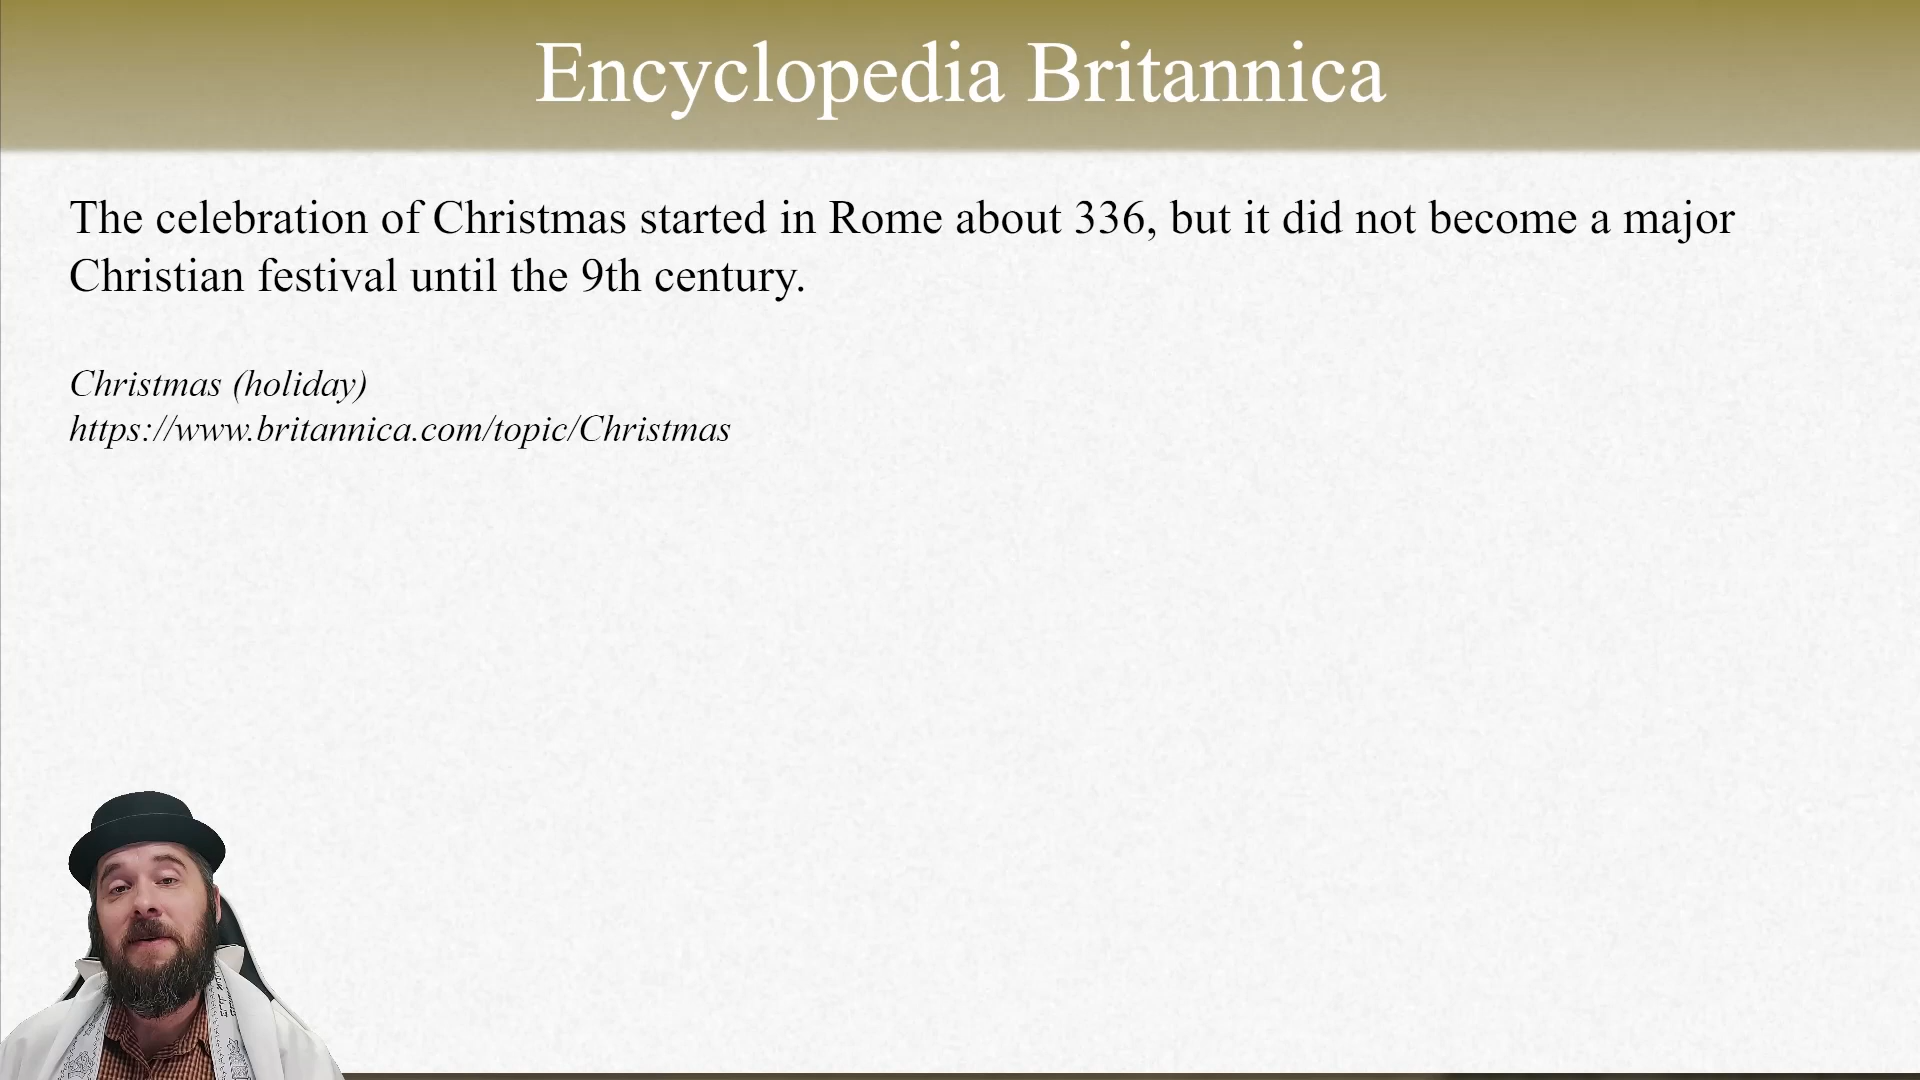 Encyclopedia Britannica
The celebration of Christmas started in Rome about 336, but it did not become a major
Christian festival until the 9th century.
Christmas (holiday)
https://www.britannica.com/topic/Christmas